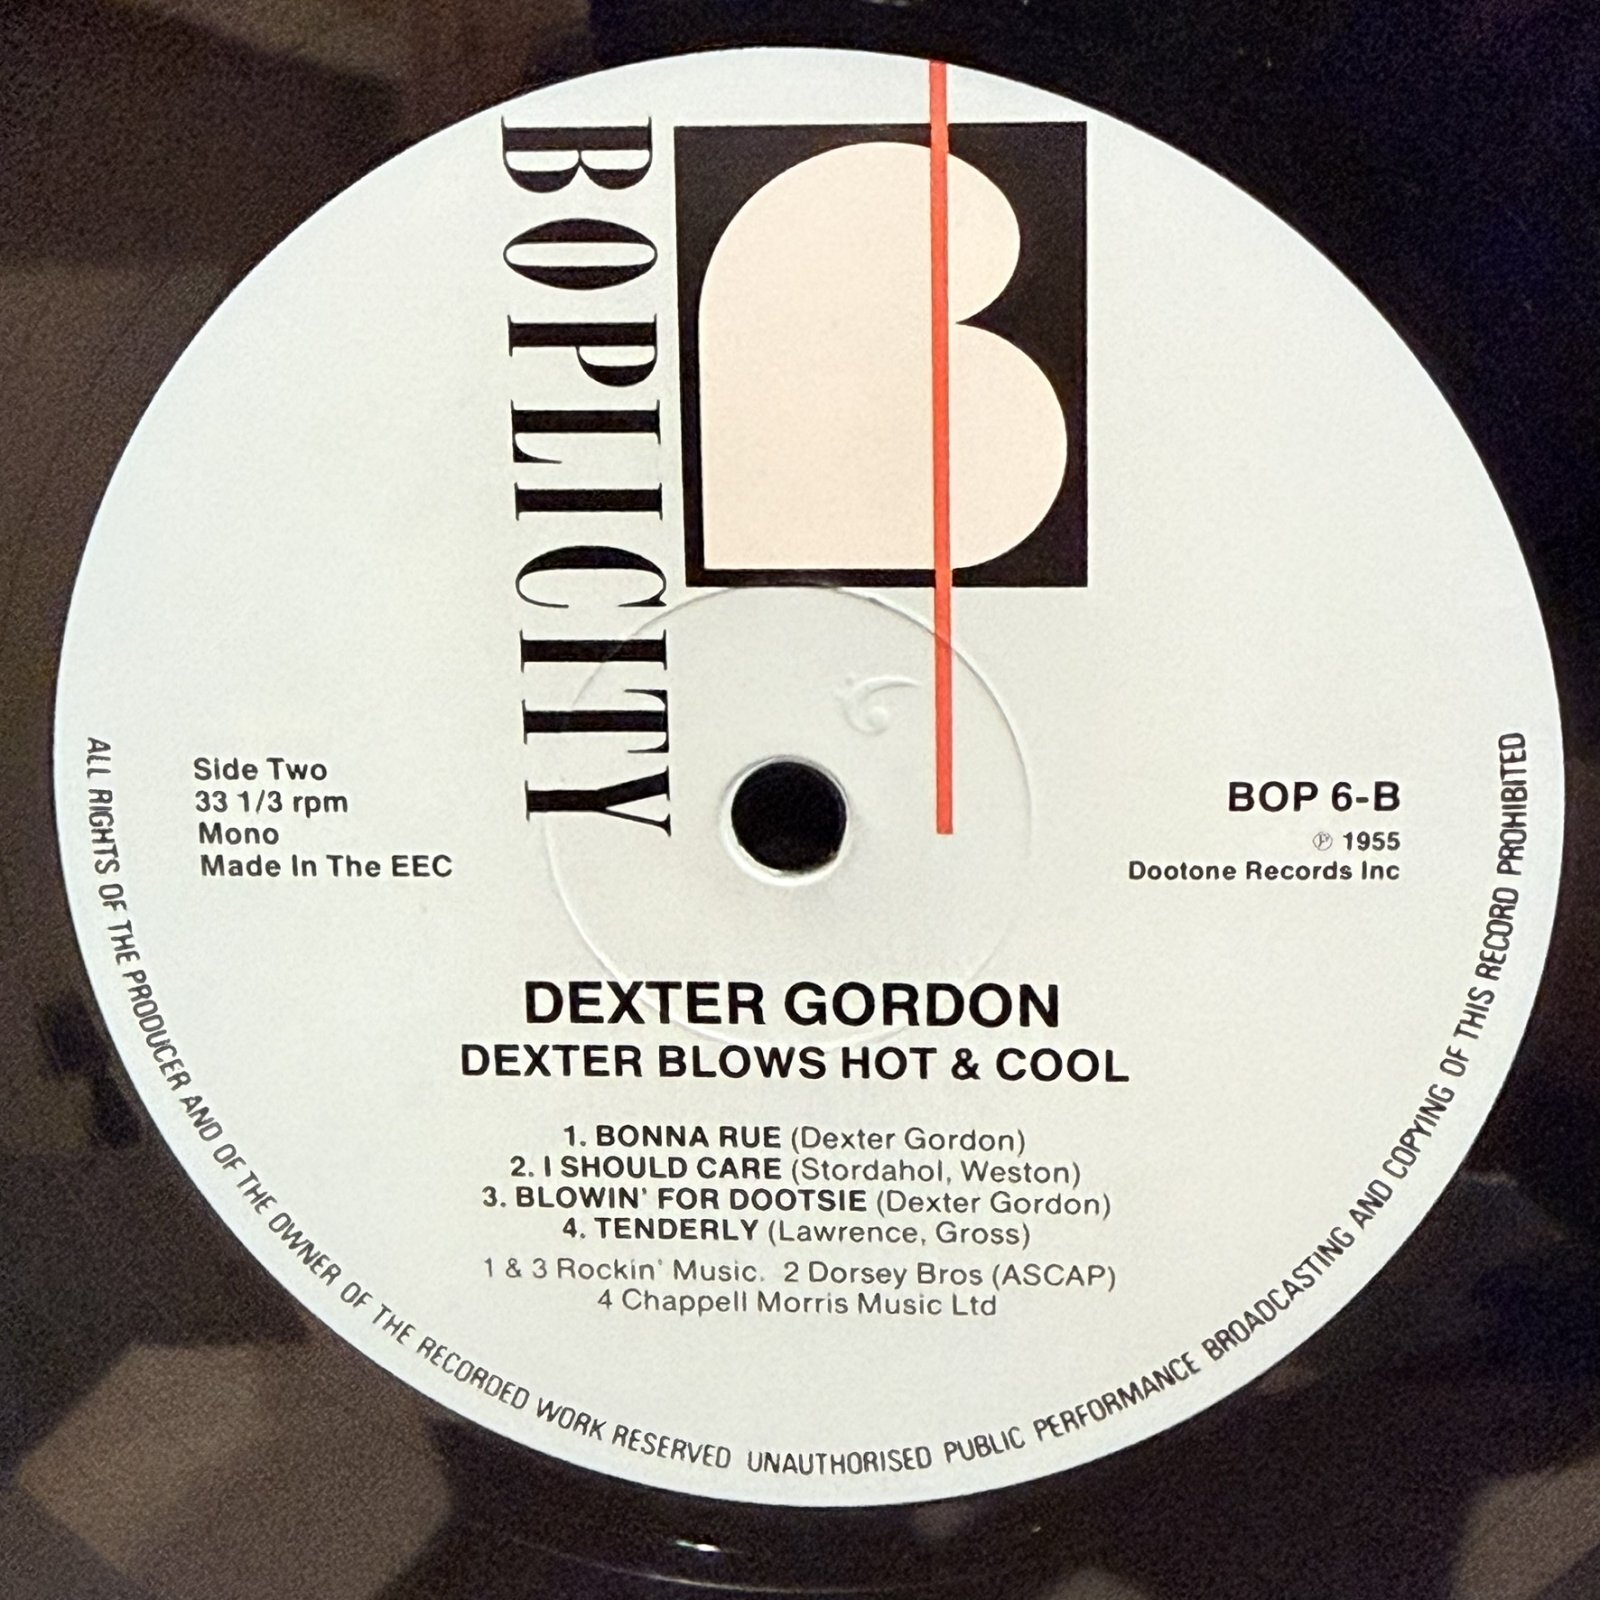 BOPLICITY
B
Side Two
33 1/3 rpm
Mono
Made In The EEC
BOP 6-B
℗ 1955
Dootone Records Inc
DEXTER GORDON
DEXTER BLOWS HOT & COOL
1. BONNA RUE (Dexter Gordon)
2. I SHOULD CARE (Stordahol, Weston)
3. BLOWIN' FOR DOOTSIE (Dexter Gordon)
4. TENDERLY (Lawrence, Gross)
1 & 3 Rockin' Music. 2 Dorsey Bros (ASCAP)
4 Chappell Morris Music Ltd
ALL RIGHTS OF THE PRODUCER AND OF THE OWNER OF THE RECORDED WORK RESERVED UNAUTHORISED PUBLIC PERFORMANCE BROADCASTING AND COPYING OF THIS RECORD PROHIBITED